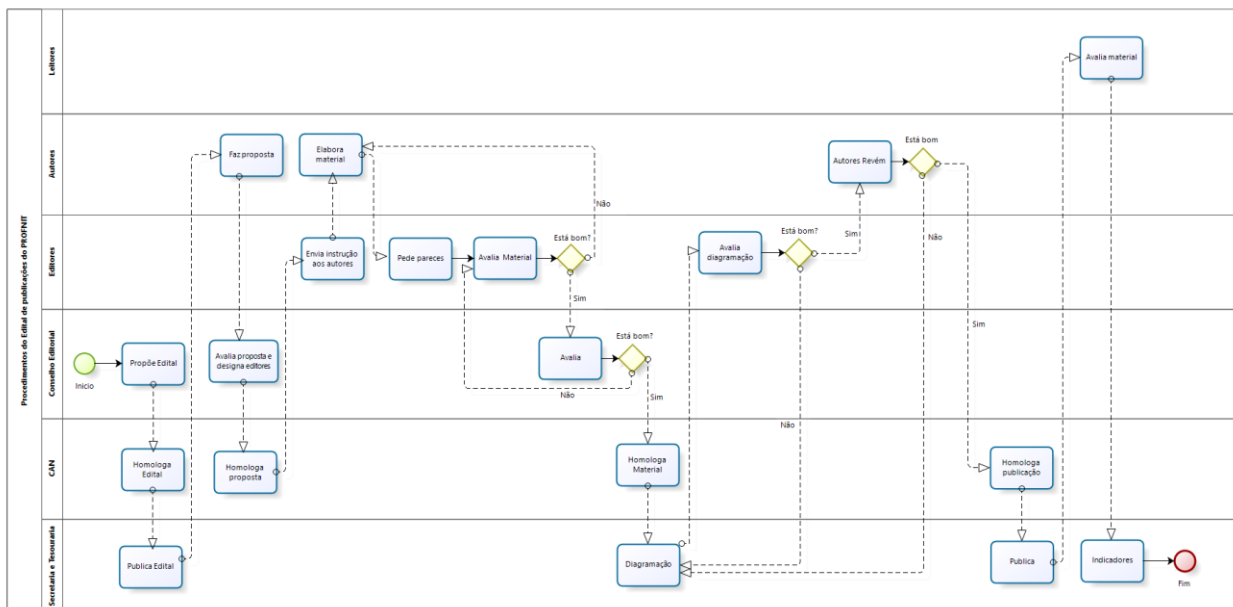 Procedimentos do Edital de publicações do PROFNIT
Leitores
Avalia material
Autores
Faz proposta
Elabora
material
Autores Revém
Está bom
Não
Não
Sim
Editores
Envia instrução
aos autores
Pede pareces
Avalia Material
Está bom?
Sim
Avalia
diagramação
Está bom?
Sim
Não
Conselho Editorial
Inicio
Propõe Edital
Avalia proposta e
designa editores
Avalia
Está bom?
Não
Sim
CAN
Homologa
Edital
Homologa
proposta
Homologa
Material
Homologa
publicação
Secretaria e Tesouraria
Publica Edital
Diagramação
Publica
Indicadores
Fim